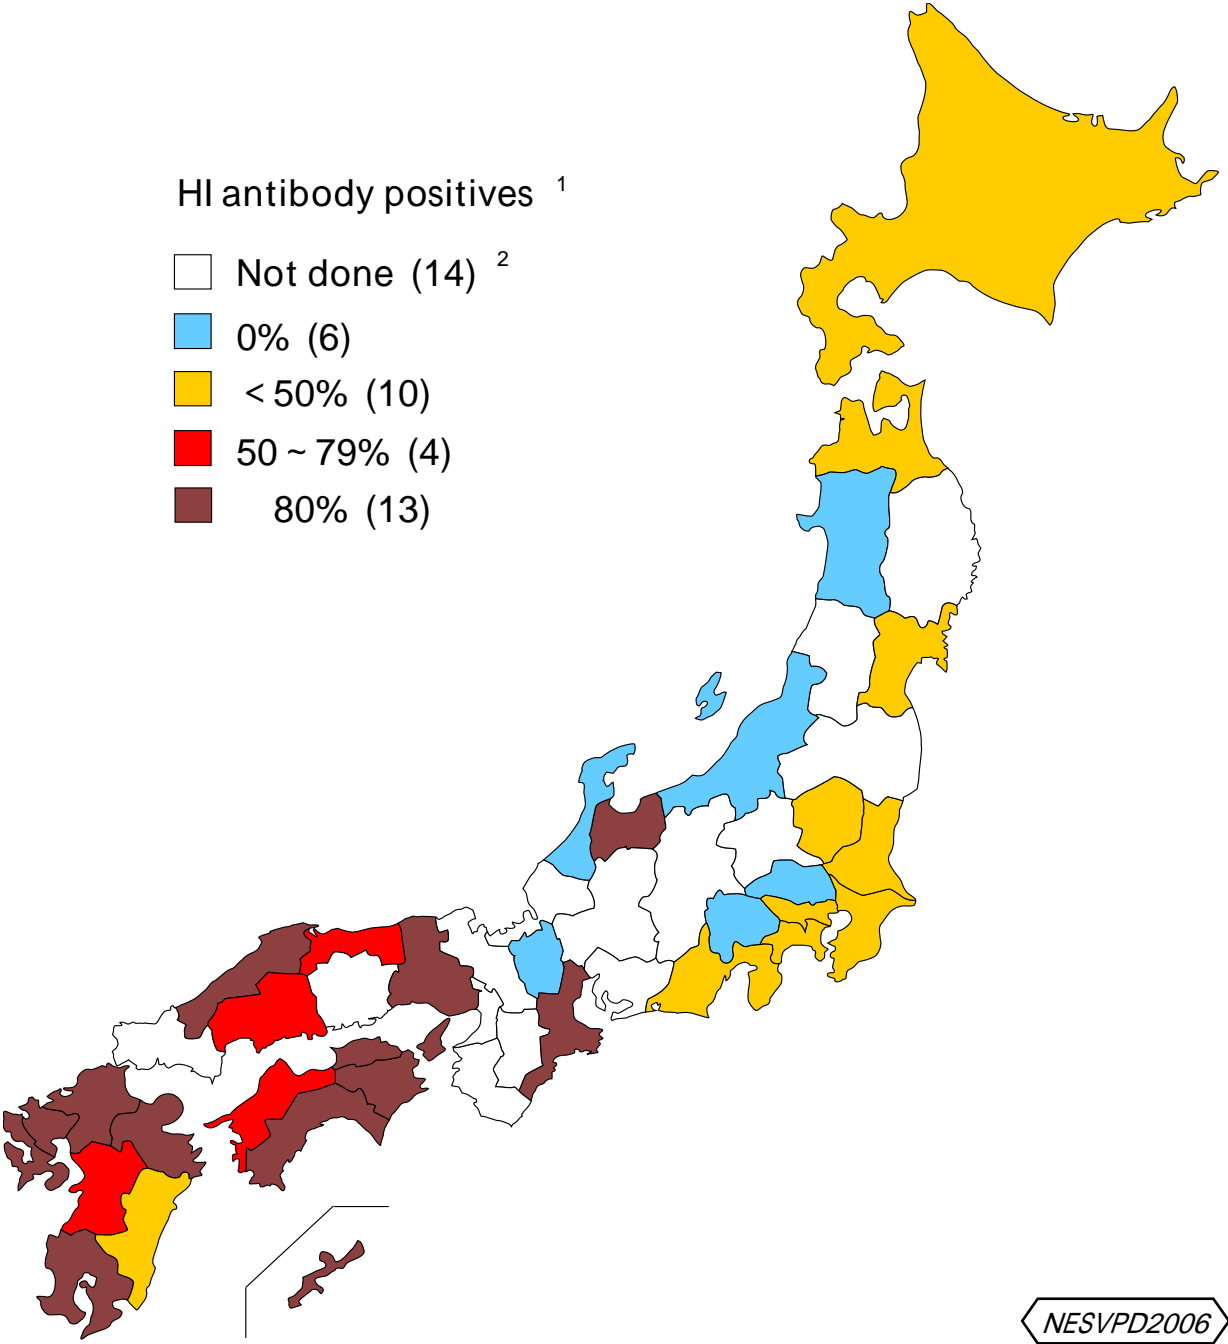 HI antibody positives 1
Not done (14) 2
0% (6)
< 50% (10)
50 ~ 79% (4)
80% (13)
NESVPD2006